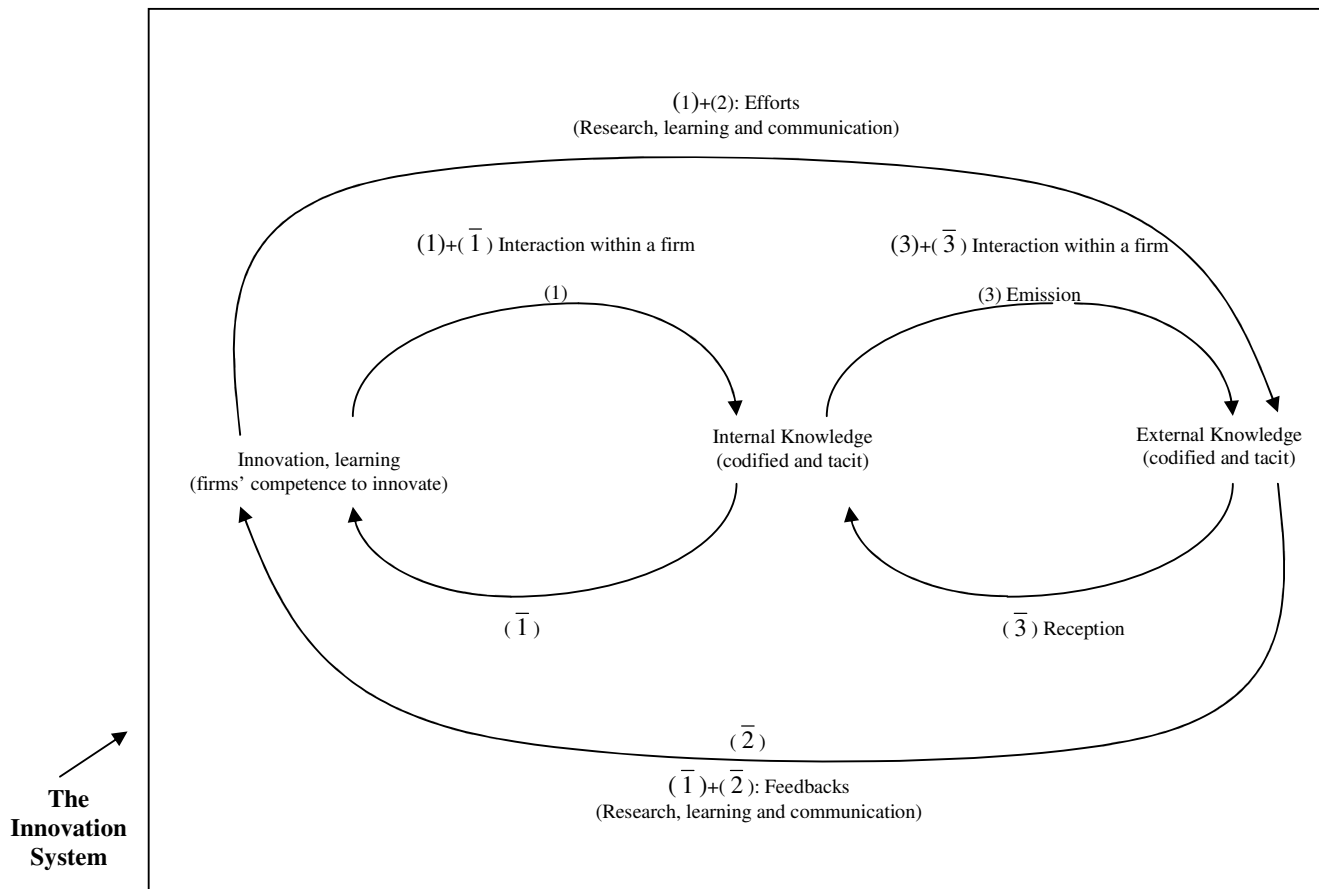 (1)+(2): Efforts
(Research, learning and communication)
(1)+(1̅) Interaction within a firm
(3)+(3̅) Interaction within a firm
(1)
(3) Emission
Innovation, learning
(firms’ competence to innovate)
Internal Knowledge
(codified and tacit)
External Knowledge
(codified and tacit)
(1̅)
(3̅) Reception
(2̅)
(1̅)+(2̅): Feedbacks
(Research, learning and communication)
The
Innovation
System